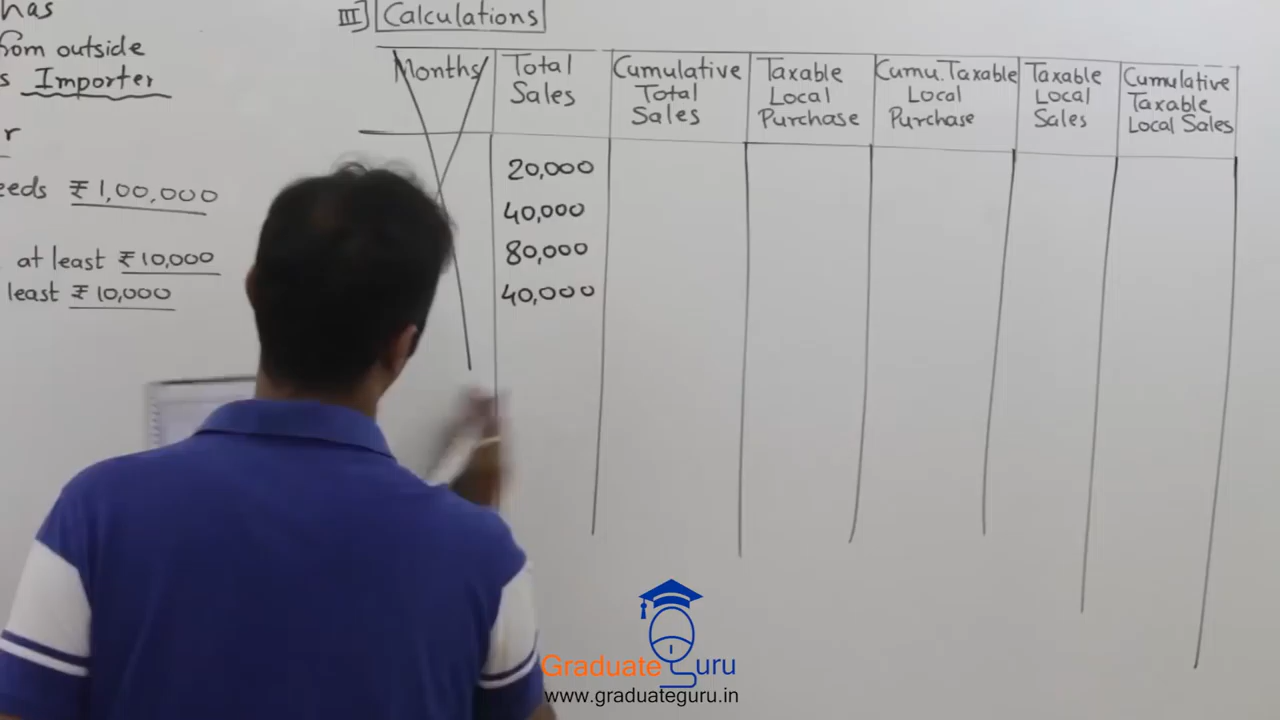 has
from outside
s Importer
r
eeds ₹1,00,000
at least ₹10,000
least ₹10,000
III] Calculations
Months
Total
Sales
Cumulative
Total
Sales
Taxable
Local
Purchase
Cumu. Taxable
Local
Purchase
Taxable
Local
Sales
Cumulative
Taxable
Local Sales
20,000
40,000
80,000
40,000
Graduate Guru
www.graduateguru.in